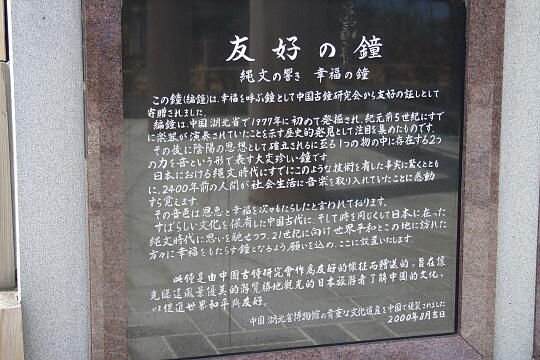 友好の鐘
縄文の響き 幸福の鐘
この鐘(編鐘)は、幸福を呼ぶ鐘として中国古鐘研究会から友好の証として
寄贈されました。
編鐘は、中国湖北省で1977年に初めて発掘され、紀元前5世紀にすで
に楽器が演奏されていたことを示す歴史的発見として注目を集めたものです。
その後に陰陽の思想として確立されるに至る1つの物の中に存在する2つ
の力を音という形で表す大変珍しい鐘です。
日本における縄文時代にすでにこのような技術を有した事実に驚くととも
に、2400年前の人間が社会生活に音楽を取り入れていたことに感動
すら覚えます。
その音色は恩恵と幸福を次々もたらしたと言われております。
すばらしい文化を保有した中国古代に、そして時を同じくして日本に在った
縄文時代に思いを馳せつつ、21世紀に向け世界平和とこの地に訪れた
方々に幸福をもたらす鐘となるよう願いを込め、ここに設置いたします。
此鐘是由中国古鐘研究会作為友好的像征而贈送的。旨在讓
光臨這風景優美的游覧勝地観光的日本旅游者了解中國的文化、
促進世界和平與友好。
中国湖北省博物館の貴重な文化遺産を中国で複製されました
2000年8月吉日